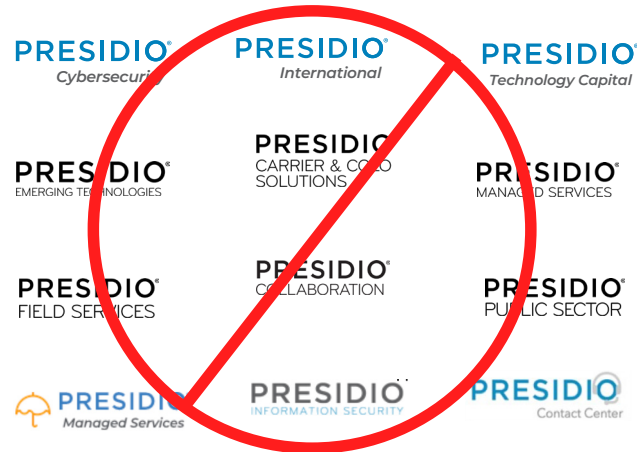 PRESIDIO®
Cybersecurity
PRESIDIO®
International
PRESIDIO®
Technology Capital
PRESIDIO®
EMERGING TECHNOLOGIES
PRESIDIO
CARRIER & COLO
SOLUTIONS
PRESIDIO®
MANAGED SERVICES
PRESIDIO®
FIELD SERVICES
PRESIDIO®
COLLABORATION
PRESIDIO®
PUBLIC SECTOR
PRESIDIO
Managed Services
PRESIDIO
INFORMATION SECURITY
PRESIDIO
Contact Center